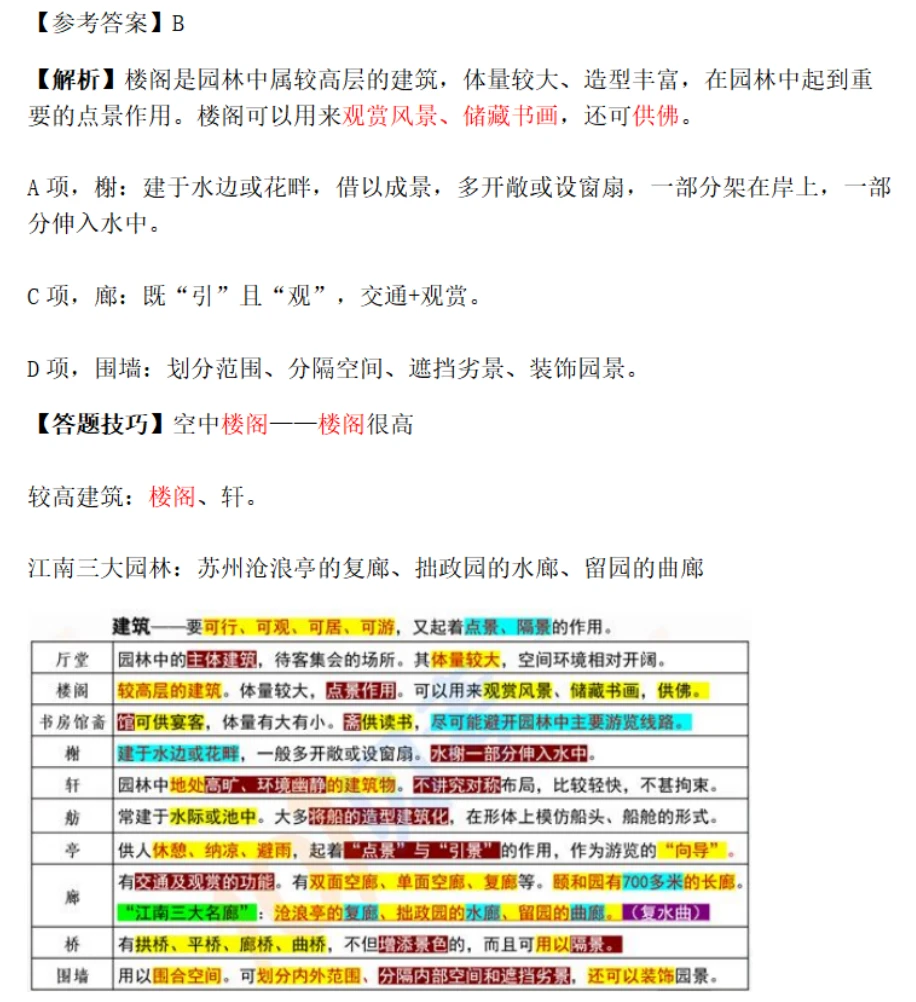 【参考答案】B
【解析】楼阁是园林中属较高层的建筑，体量较大、造型丰富，在园林中起到重
要的点景作用。楼阁可以用来观赏风景、储藏书画，还可供佛。
A 项，榭：建于水边或花畔，借以成景，多开敞或设窗扇，一部分架在岸上，一部
分伸入水中。
C 项，廊：既“引”且“观”，交通+观赏。
D 项，围墙：划分范围、分隔空间、遮挡劣景、装饰园景。
【答题技巧】空中楼阁——楼阁很高
较高建筑：楼阁、轩。
江南三大园林：苏州沧浪亭的复廊、拙政园的水廊、留园的曲廊
建筑——要可行、可观、可居、可游，又起着点景、隔景的作用。
厅堂 园林中的主体建筑，待客集会的场所。其体量较大，空间环境相对开阔。
楼阁 较高层的建筑。体量较大，点景作用。可以用来观赏风景、储藏书画，供佛。
书房馆斋 馆可供宴客，体量有大有小。斋供读书，尽可能避开园林中主要游览线路。
榭 建于水边或花畔，一般多开敞或设窗扇。水榭一部分伸入水中。
轩 园林中地处高旷、环境幽静的建筑物。不讲究对称布局，比较轻快，不甚拘束。
舫 常建于水际或池中。大多将船的造型建筑化，在形体上模仿船头、船舱的形式。
亭 供人休憩、纳凉、避雨，起着“点景”与“引景”的作用，作为游览的“向导”。
廊 有交通及观赏的功能。有双面空廊、单面空廊、复廊等。颐和园有700多米的长廊。
“江南三大名廊”：沧浪亭的复廊、拙政园的水廊、留园的曲廊。（复水曲）
桥 有拱桥、平桥、廊桥、曲桥，不但增添景色的，而且可用以隔景。
围墙 用以围合空间。可划分内外范围、分隔内部空间和遮挡劣景，还可以装饰园景。